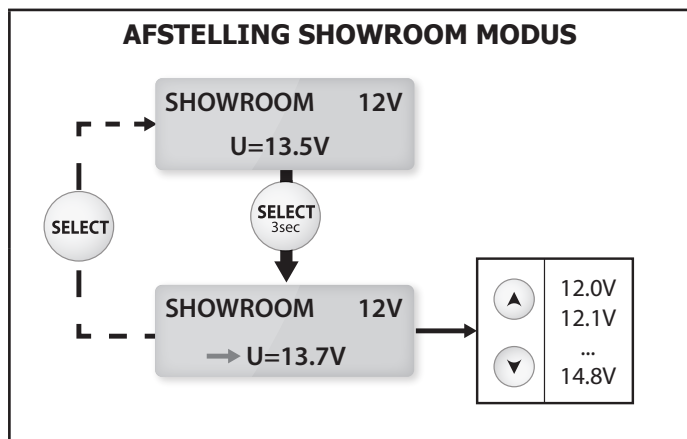 AFSTELLING SHOWROOM MODUS
SHOWROOM 12V
U=13.5V
SELECT
SELECT
3sec
SHOWROOM 12V
U=13.7V
12.0V
12.1V
...
14.8V